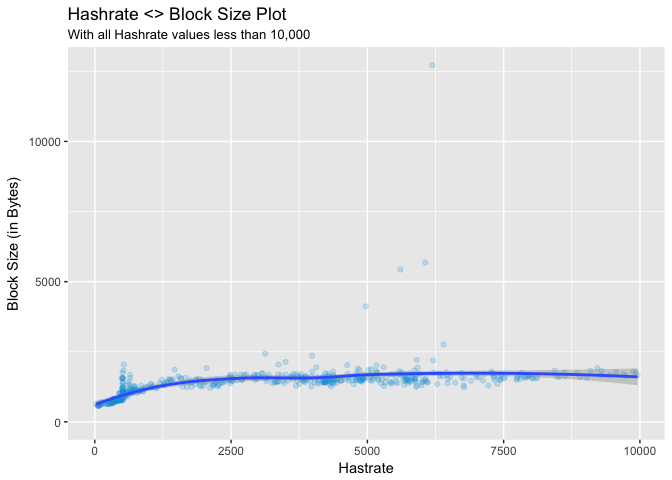 Hashrate <> Block Size Plot
With all Hashrate values less than 10,000
10000
5000
0
Block Size (in Bytes)
0 2500 5000 7500 10000
Hastrate